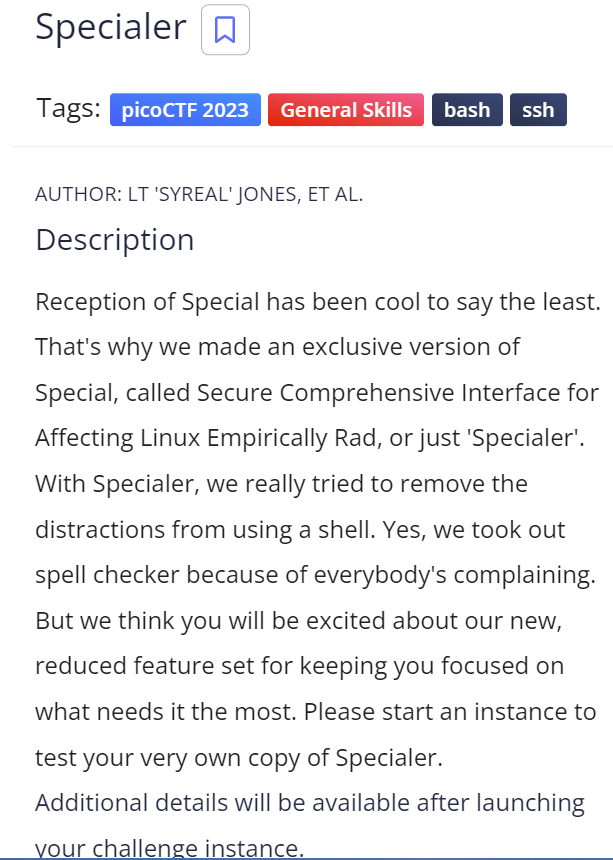 Specialer
Tags: picoCTF 2023 General Skills bash ssh
AUTHOR: LT 'SYREAL' JONES, ET AL.
Description
Reception of Special has been cool to say the least.
That's why we made an exclusive version of
Special, called Secure Comprehensive Interface for
Affecting Linux Empirically Rad, or just 'Specialer'.
With Specialer, we really tried to remove the
distractions from using a shell. Yes, we took out
spell checker because of everybody's complaining.
But we think you will be excited about our new,
reduced feature set for keeping you focused on
what needs it the most. Please start an instance to
test your very own copy of Specialer.
Additional details will be available after launching
your challenge instance.